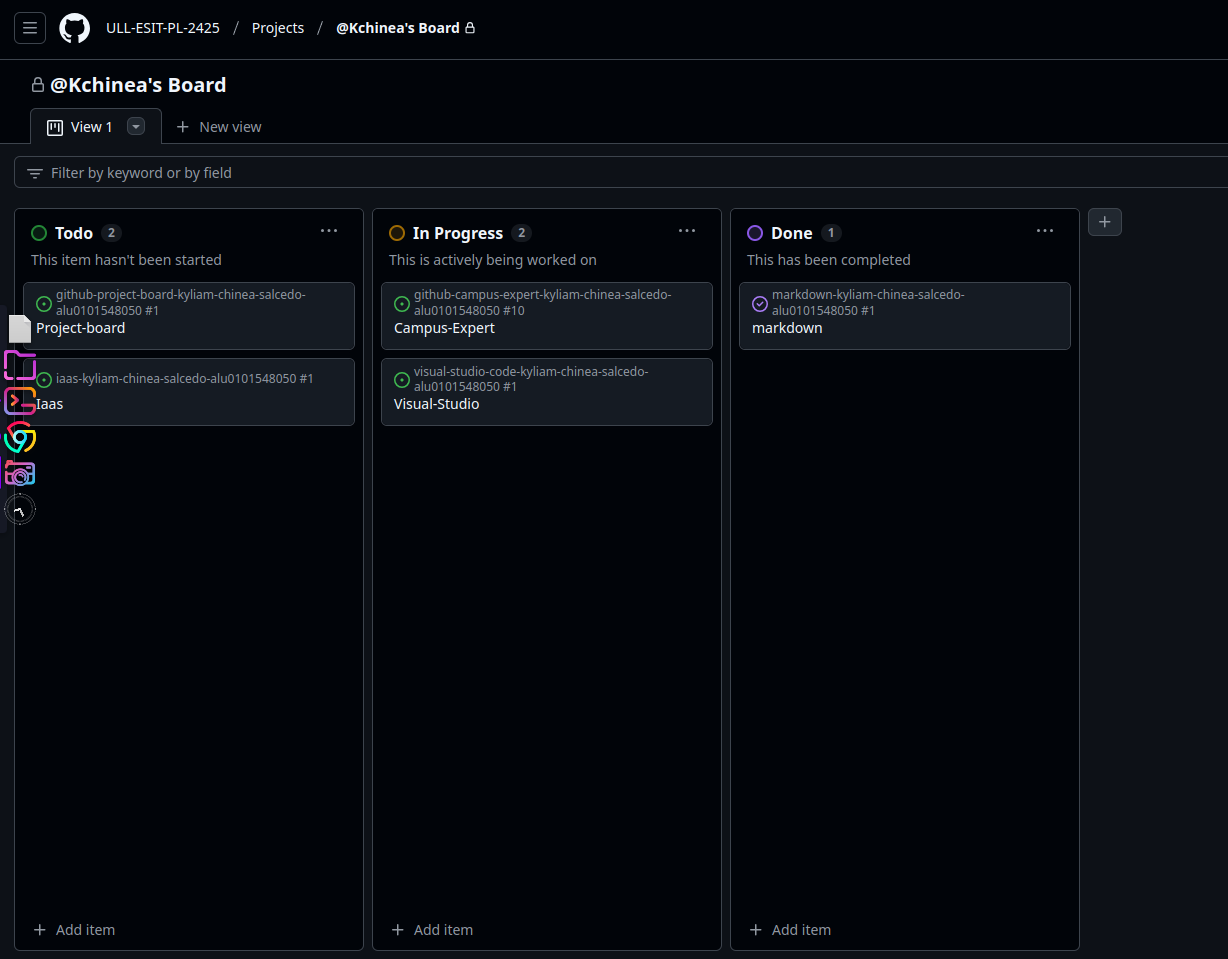 ULL-ESIT-PL-2425 / Projects / @Kchinea's Board
@Kchinea's Board
View 1
New view
Filter by keyword or by field
Todo 2
This item hasn't been started
github-project-board-kyliam-chinea-salcedo-
alu0101548050 #1
Project-board
iaas-kyliam-chinea-salcedo-alu0101548050 #1
Iaas
Add item
In Progress 2
This is actively being worked on
github-campus-expert-kyliam-chinea-salcedo-
alu0101548050 #10
Campus-Expert
visual-studio-code-kyliam-chinea-salcedo-
alu0101548050 #1
Visual-Studio
Add item
Done 1
This has been completed
markdown-kyliam-chinea-salcedo-
alu0101548050 #1
markdown
Add item